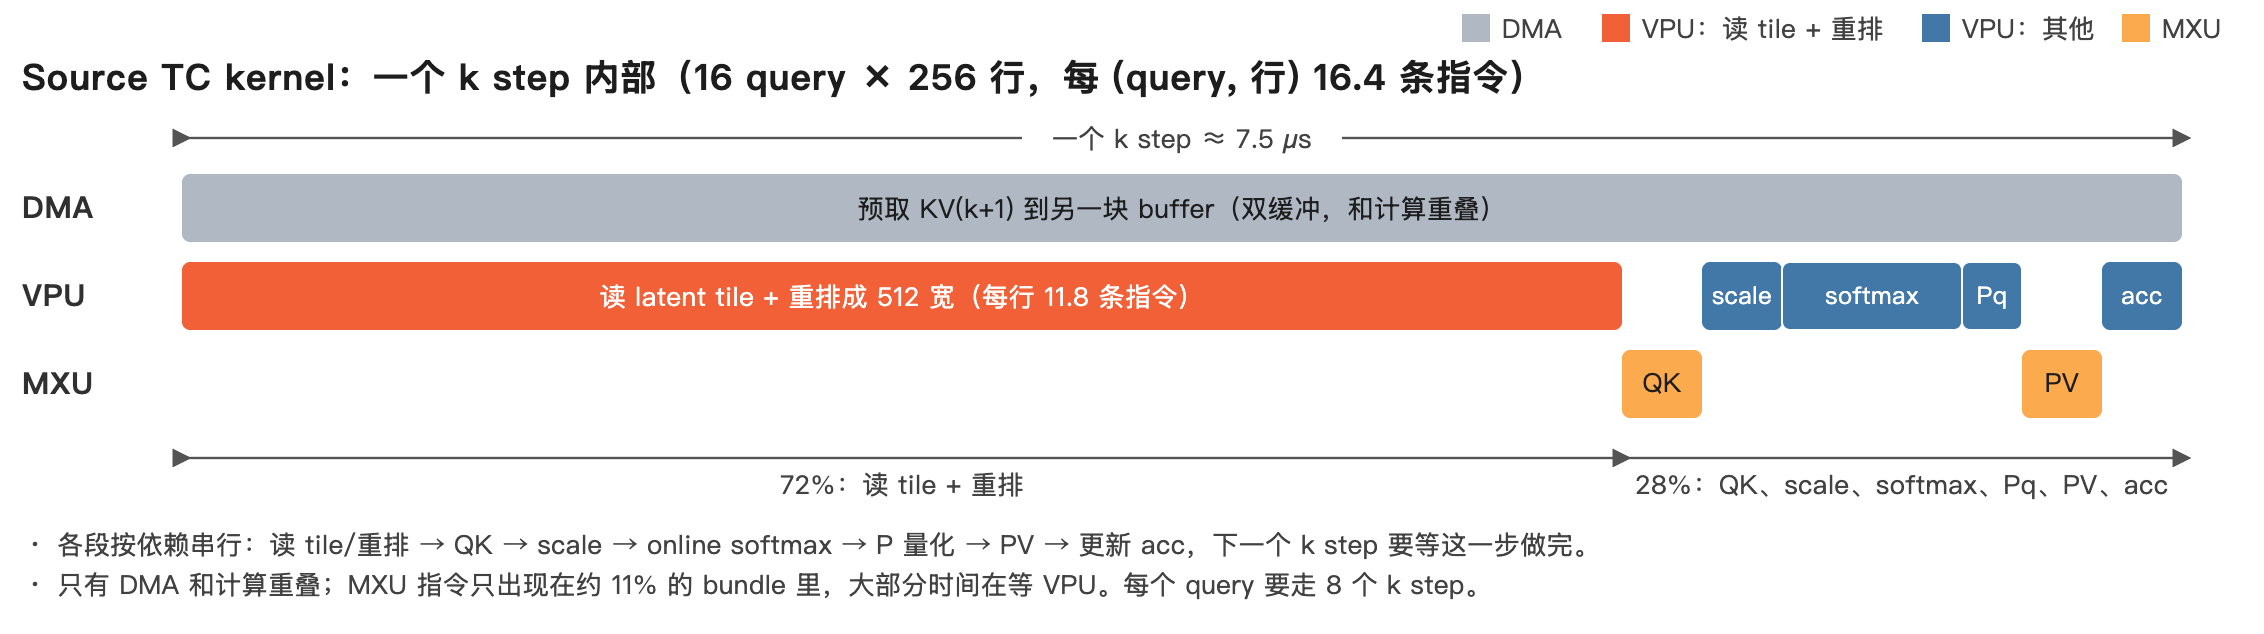 DMA
VPU：读 tile + 重排
VPU：其他
MXU
Source TC kernel：一个 k step 内部（16 query × 256 行，每 (query, 行) 16.4 条指令）
一个 k step ≈ 7.5 μs
DMA
预取 KV(k+1) 到另一块 buffer（双缓冲，和计算重叠）
VPU
读 latent tile + 重排成 512 宽（每行 11.8 条指令）
scale
softmax
Pq
acc
MXU
QK
PV
72%：读 tile + 重排
28%：QK、scale、softmax、Pq、PV、acc
· 各段按依赖串行：读 tile/重排 → QK → scale → online softmax → P 量化 → PV → 更新 acc，下一个 k step 要等这一步做完。
· 只有 DMA 和计算重叠；MXU 指令只出现在约 11% 的 bundle 里，大部分时间在等 VPU。每个 query 要走 8 个 k step。